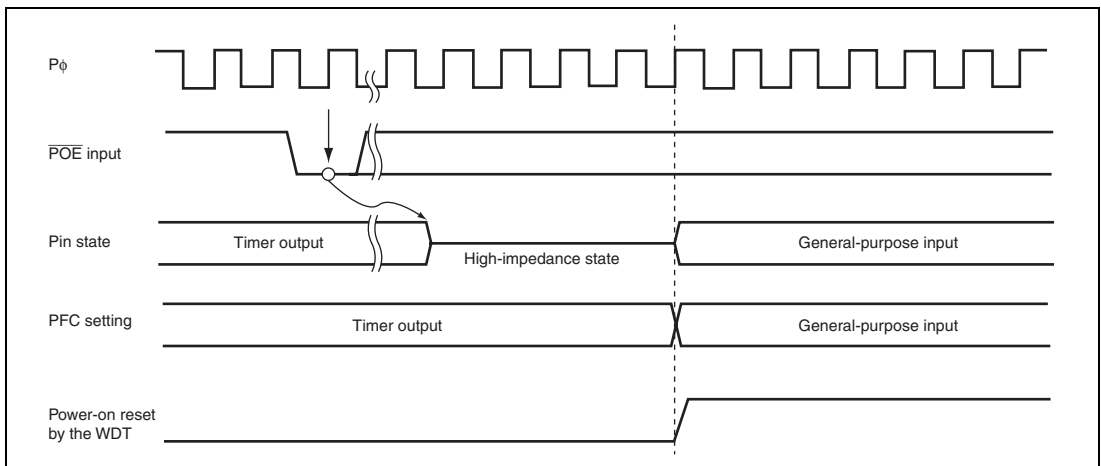 Pφ
POE input
Pin state
Timer output
High-impedance state
General-purpose input
PFC setting
Timer output
General-purpose input
Power-on reset
by the WDT